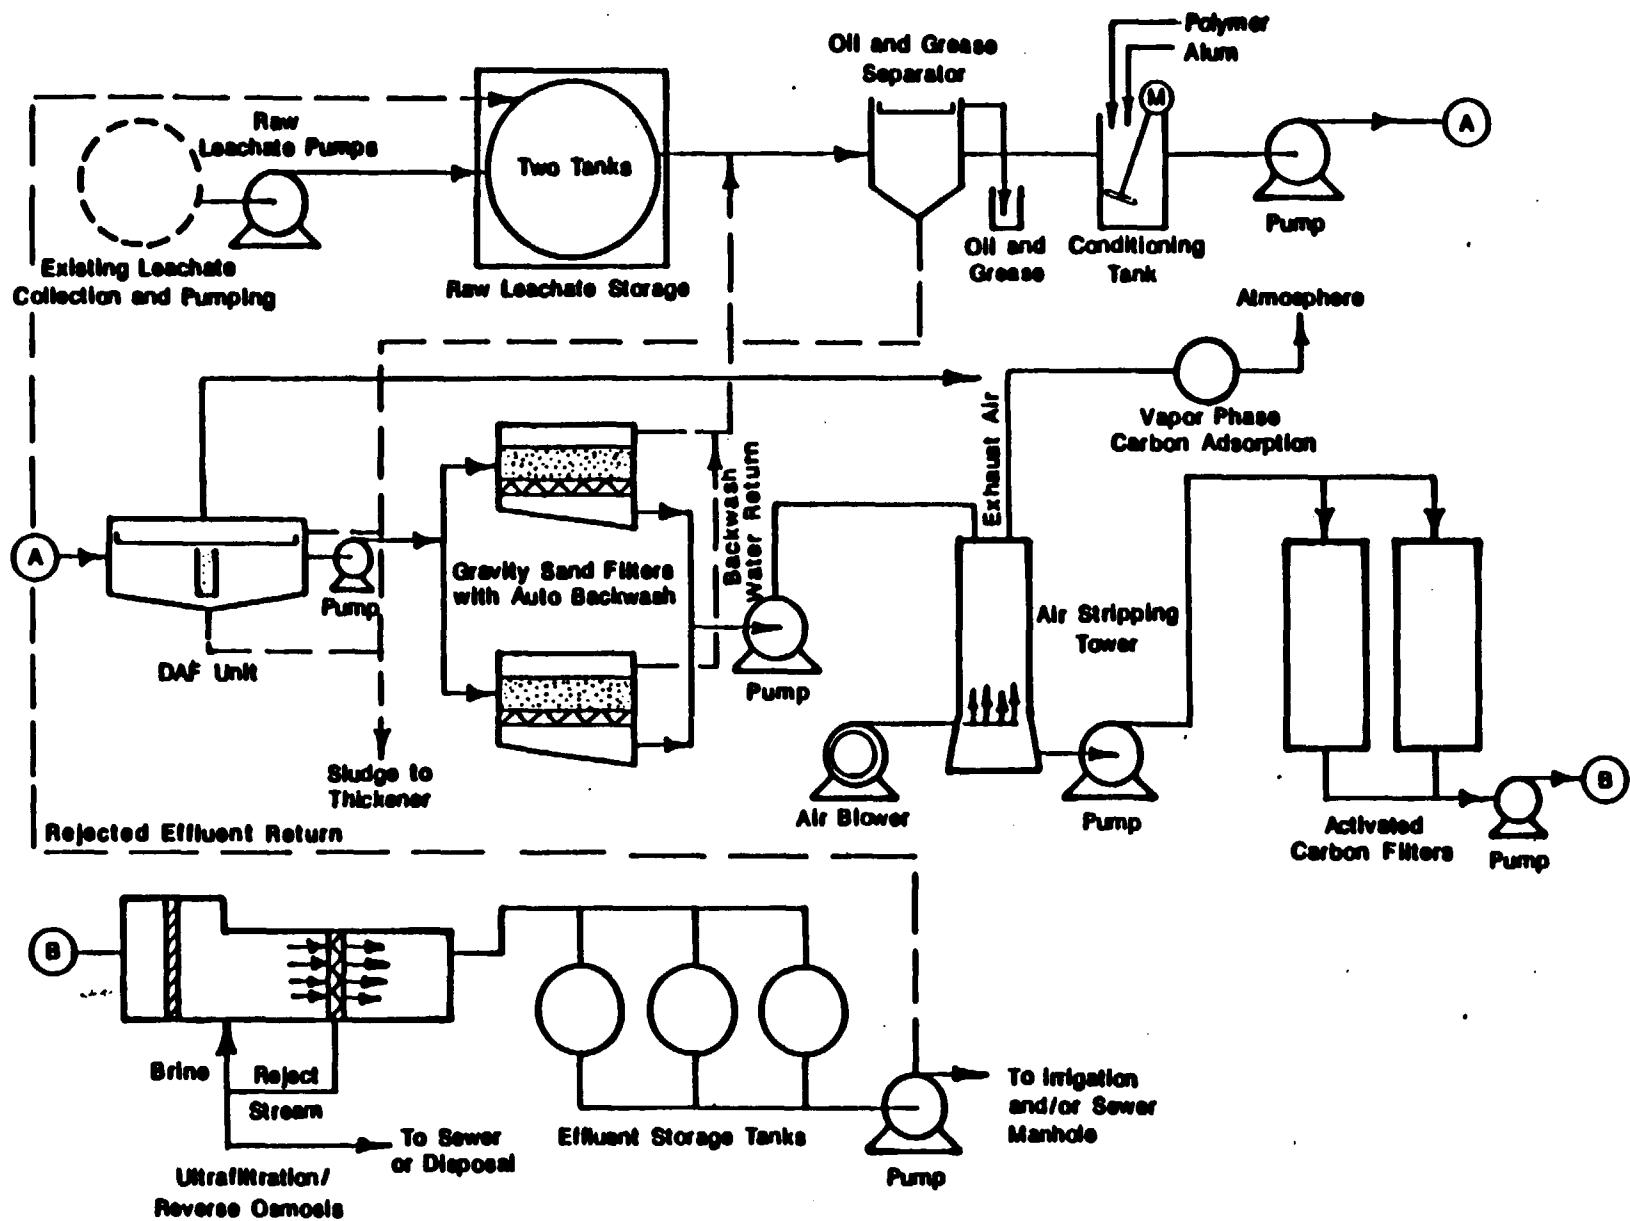 Polymer
Alum
Oil and Grease
Separator
M
A
Raw
Leachate Pumps
Two Tanks
Pump
Oil and
Grease
Conditioning
Tank
Existing Leachate
Collection and Pumping
Raw Leachate Storage
Atmosphere
Vapor Phase
Carbon Adsorption
Exhaust Air
Backwash
Water Return
A
Gravity Sand Filters
with Auto Backwash
Pump
DAF Unit
Air Stripping
Tower
Pump
Sludge to
Thickener
Air Blower
Pump
B
Activated
Carbon Filters
Pump
Rejected Effluent Return
B
Brine
Reject
Stream
To Sewer
or Disposal
Ultrafiltration/
Reverse Osmosis
Effluent Storage Tanks
To Irrigation
and/or Sewer
Manhole
Pump